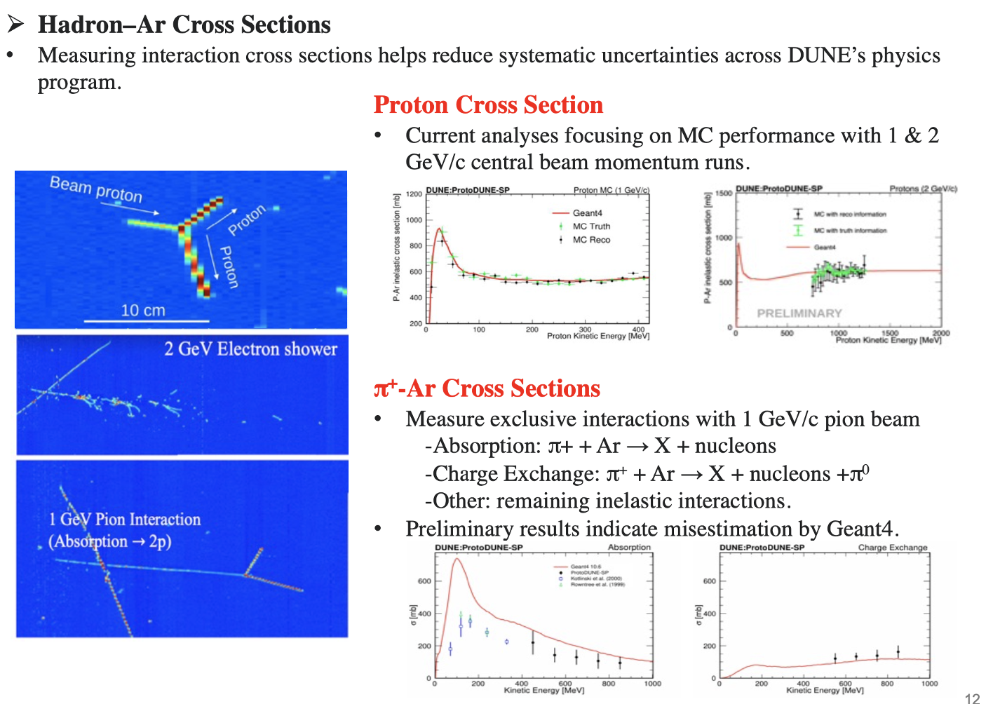 ➢ Hadron–Ar Cross Sections
• Measuring interaction cross sections helps reduce systematic uncertainties across DUNE's physics
program.
Beam proton
Proton
Proton
10 cm
2 GeV Electron shower
1 GeV Pion Interaction
(Absorption → 2p)
Proton Cross Section
• Current analyses focusing on MC performance with 1 & 2
GeV/c central beam momentum runs.
DUNE:ProtoDUNE-SP
Proton MC (1 GeV/c)
P-Ar inelastic cross section [mb]
1200
1000
800
600
400
200
Geant4
MC Truth
MC Reco
0 100 200 300 400
Proton Kinetic Energy [MeV]
DUNE:ProtoDUNE-SP
Protons (2 GeV/c)
P-Ar inelastic cross section [mb]
1500
1000
500
0
MC with reco information
MC with truth information
Geant4
PRELIMINARY
0 500 1000 1500 2000
Proton Kinetic Energy [MeV]
π⁺-Ar Cross Sections
• Measure exclusive interactions with 1 GeV/c pion beam
-Absorption: π+ + Ar → X + nucleons
-Charge Exchange: π⁺ + Ar → X + nucleons +π⁰
-Other: remaining inelastic interactions.
• Preliminary results indicate misestimation by Geant4.
DUNE:ProtoDUNE-SP
Absorption
σ [mb]
600
400
200
0
Geant4 10.6
ProtoDUNE-SP
Kotlinski et al. (2000)
Rowntree et al. (1999)
0 200 400 600 800 1000
Kinetic Energy [MeV]
DUNE:ProtoDUNE-SP
Charge Exchange
σ [mb]
600
400
200
0
0 200 400 600 800 1000
Kinetic Energy [MeV]
12